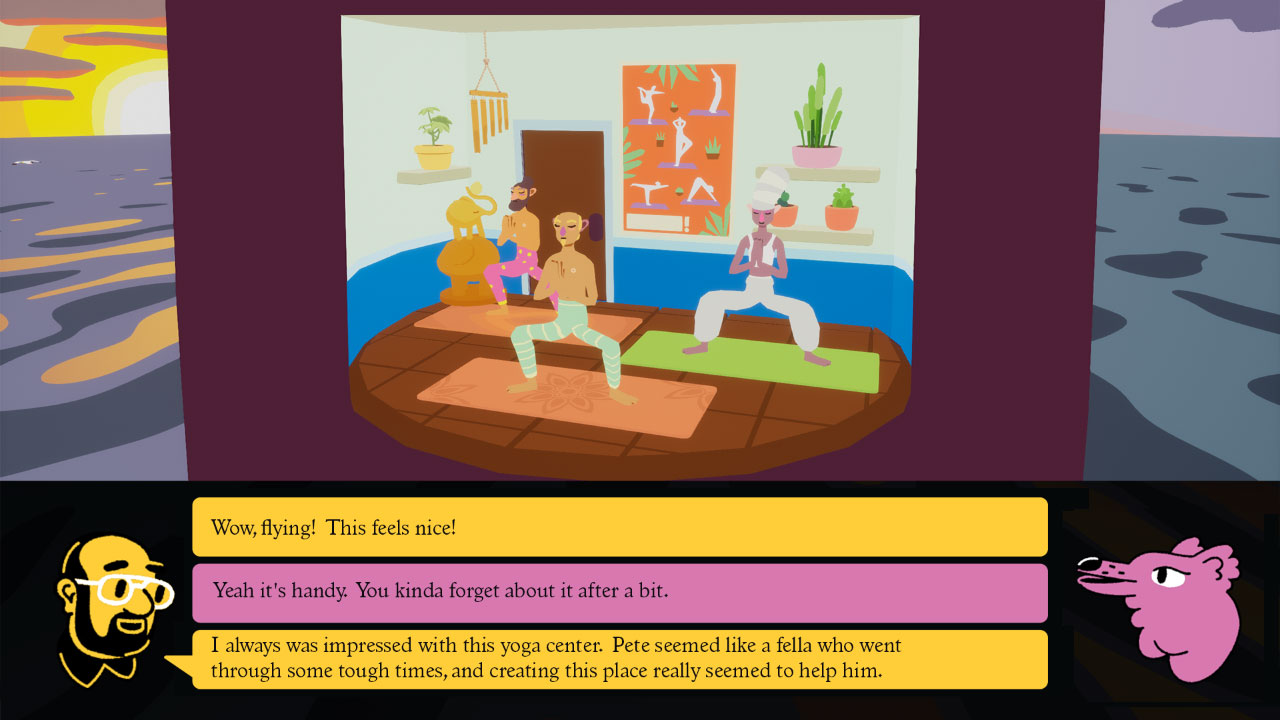 Wow, flying!  This feels nice!
Yeah it's handy.  You kinda forget about it after a bit.
I always was impressed with this yoga center.  Pete seemed like a fella who went
through some tough times, and creating this place really seemed to help him.